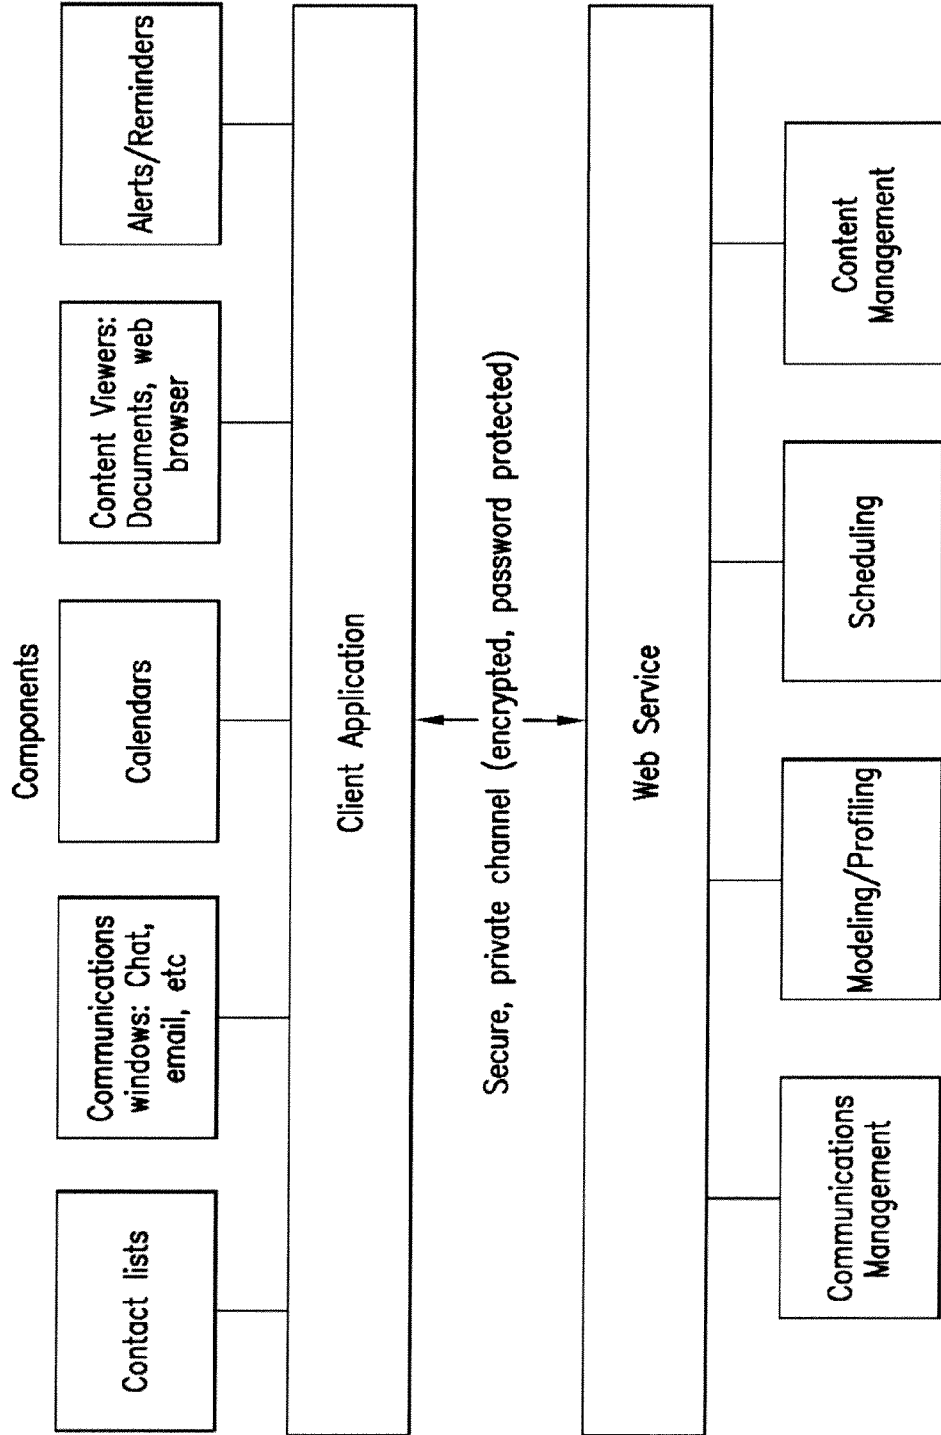 Components
Contact lists
Communications
windows: Chat,
email, etc
Calendars
Content Viewers:
Documents, web
browser
Alerts/Reminders
Client Application
Secure, private channel (encrypted, password protected)
Web Service
Communications
Management
Modeling/Profiling
Scheduling
Content
Management